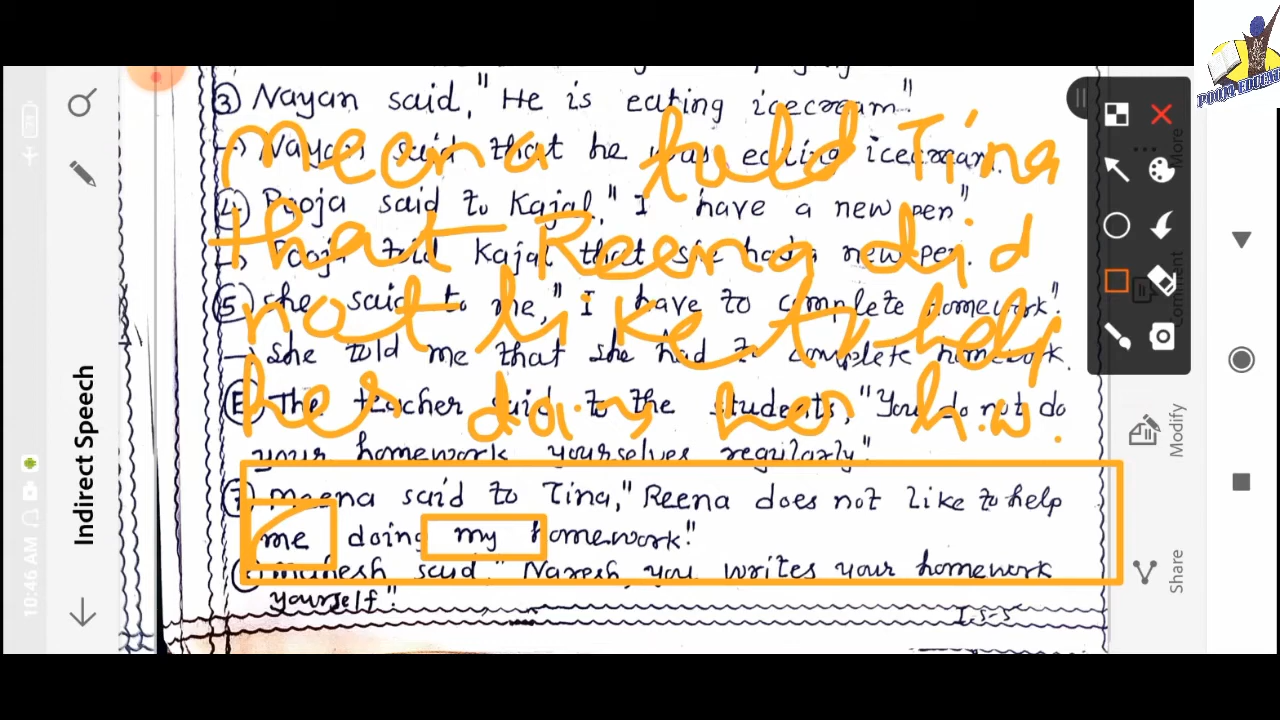 ③ Nayan said, "He is eating icecream"
→ Nayan said that he was eating icecream.
④ Pooja said to Kajal, "I have a new pen"
→ Pooja told Kajal that she had a new pen.
⑤ She said to me, "I have to complete homework".
→ She told me that she had to complete homework.
The teacher said to the students, "You do not do
your homework yourselves regularly"
⑦ Meena said to Tina, "Reena does not like to help
me doing my homework."
Mahesh said, "Naresh, you writes your homework
yourself"
I.S-5
meena told Tina
that Reena did
not like to help
her doing her h.w.
Indirect Speech
10:46 AM
More
Comment
Modify
Share